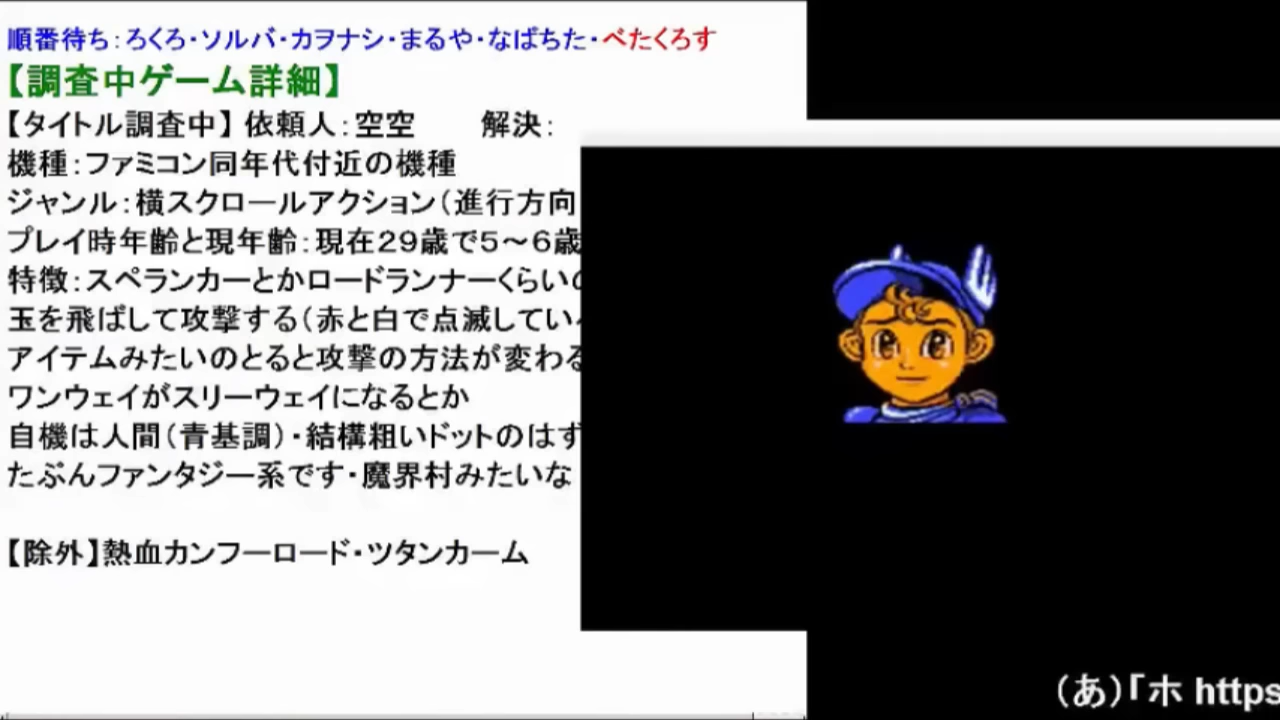 順番待ち：ろくろ・ソルバ・カヲナシ・まるや・なばちた・べたくろす
【調査中ゲーム詳細】
【タイトル調査中】 依頼人：空空　　解決：
機種：ファミコン同年代付近の機種
ジャンル：横スクロールアクション（進行方向
プレイ時年齢と現年齢：現在29歳で5～6歳
特徴：スペランカーとかロードランナーくらい
玉を飛ばして攻撃する（赤と白で点滅してい
アイテムみたいのとると攻撃の方法が変わる
ワンウェイがスリーウェイになるとか
自機は人間（青基調）・結構粗いドットのはず
たぶんファンタジー系です・魔界村みたいな
【除外】熱血カンフーロード・ツタンカーム
（あ）「ホ https